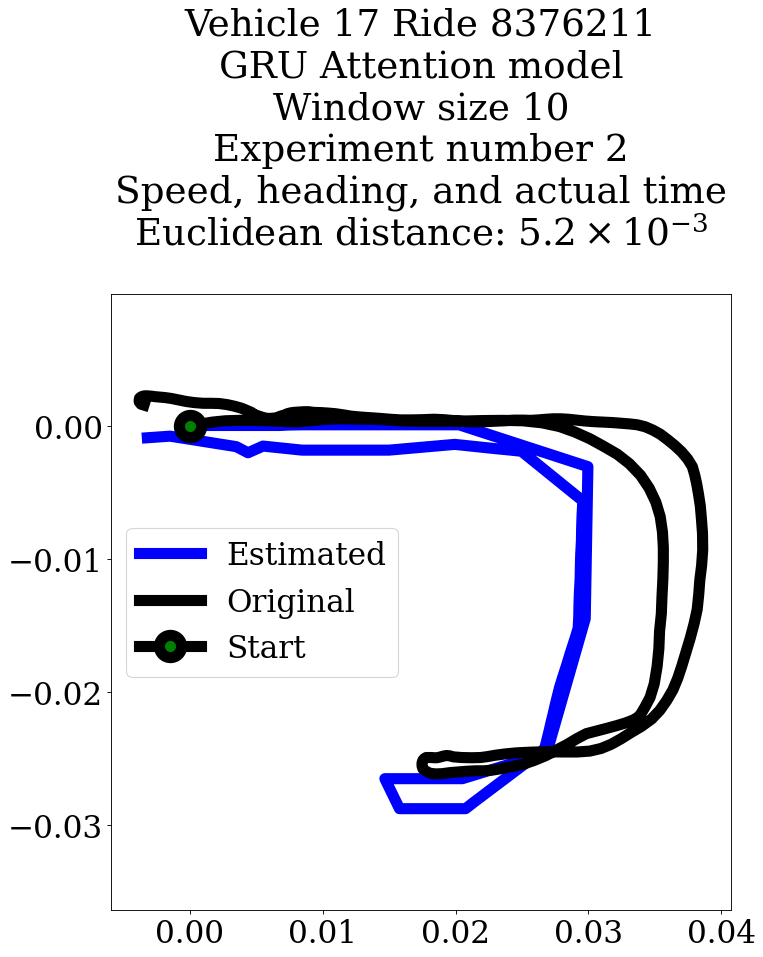 Vehicle 17 Ride 8376211
GRU Attention model
Window size 10
Experiment number 2
Speed, heading, and actual time
Euclidean distance: 5.2 × 10⁻³
0.00
−0.01
−0.02
−0.03
Estimated
Original
Start
0.00 0.01 0.02 0.03 0.04